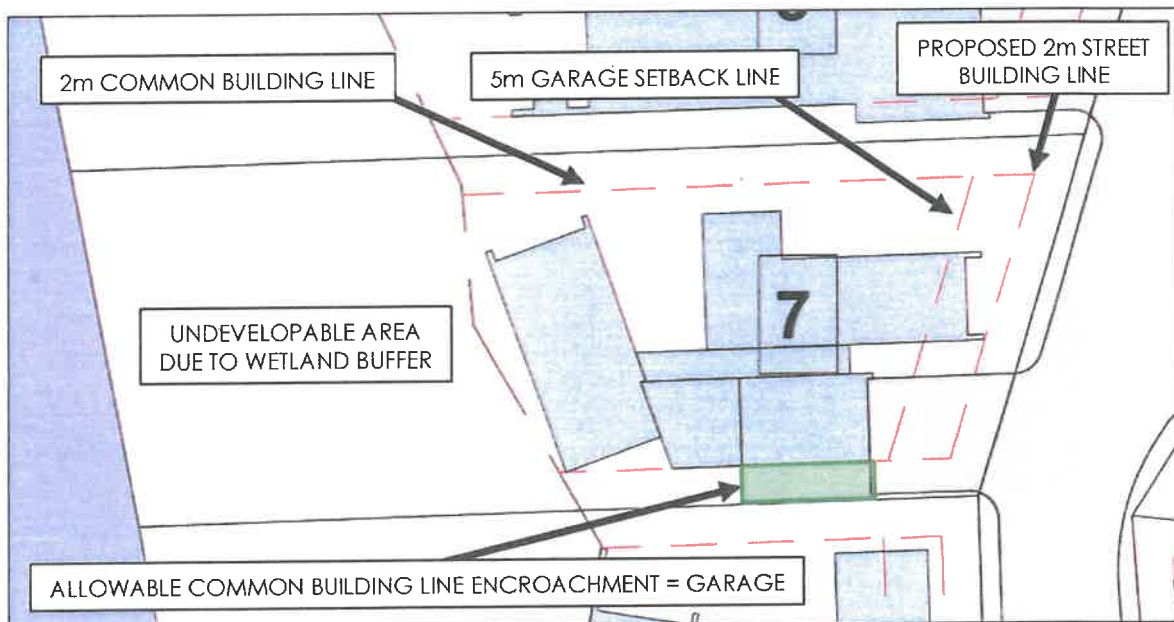 2m COMMON BUILDING LINE
5m GARAGE SETBACK LINE
PROPOSED 2m STREET
BUILDING LINE
UNDEVELOPABLE AREA
DUE TO WETLAND BUFFER
7
ALLOWABLE COMMON BUILDING LINE ENCROACHMENT = GARAGE